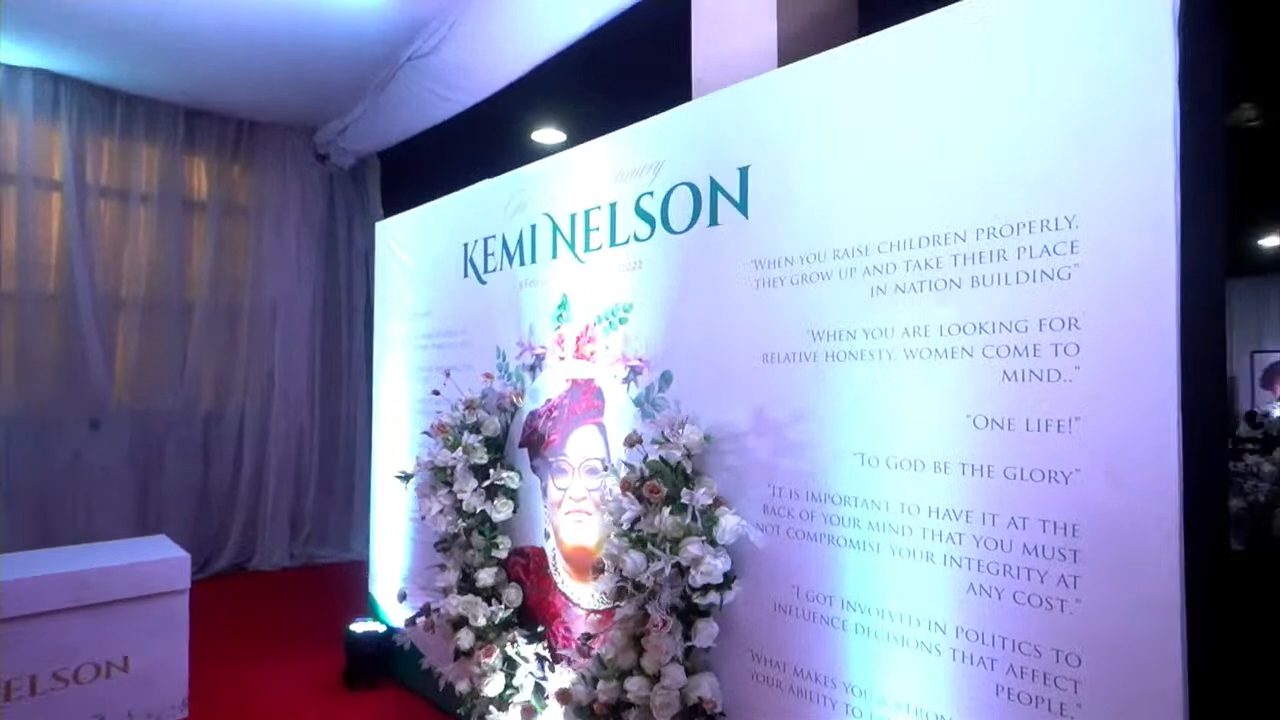 KEMI NELSON
2022
"WHEN YOU RAISE CHILDREN PROPERLY,
THEY GROW UP AND TAKE THEIR PLACE
IN NATION BUILDING"
"WHEN YOU ARE LOOKING FOR
RELATIVE HONESTY, WOMEN COME TO
MIND.."
"ONE LIFE!"
"TO GOD BE THE GLORY"
"IT IS IMPORTANT TO HAVE IT AT THE
BACK OF YOUR MIND THAT YOU MUST
NOT COMPROMISE YOUR INTEGRITY AT
ANY COST."
"I GOT INVOLVED IN POLITICS TO
INFLUENCE DECISIONS THAT AFFECT
PEOPLE."
"WHAT MAKES YOU
YOUR ABILITY TO
ELSON